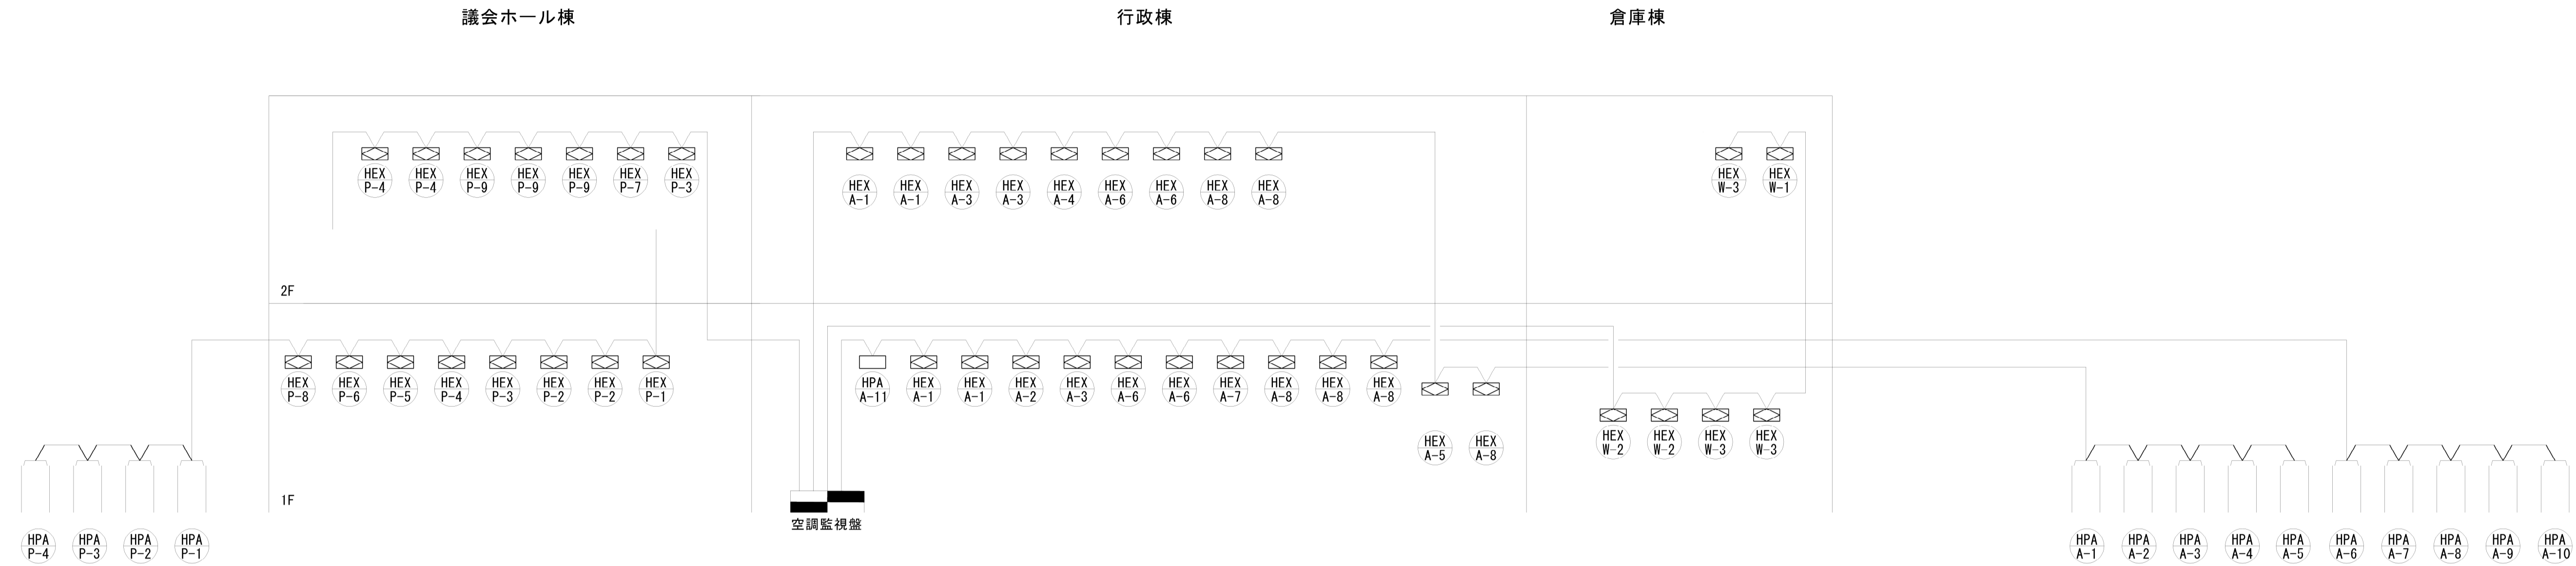 議会ホール棟
行政棟
倉庫棟
HEX
P-4
HEX
P-4
HEX
P-9
HEX
P-9
HEX
P-9
HEX
P-7
HEX
P-3
HEX
A-1
HEX
A-1
HEX
A-3
HEX
A-3
HEX
A-4
HEX
A-6
HEX
A-6
HEX
A-8
HEX
A-8
HEX
W-3
HEX
W-1
2F
HEX
P-8
HEX
P-6
HEX
P-5
HEX
P-4
HEX
P-3
HEX
P-2
HEX
P-2
HEX
P-1
HPA
A-11
HEX
A-1
HEX
A-1
HEX
A-2
HEX
A-3
HEX
A-6
HEX
A-6
HEX
A-7
HEX
A-8
HEX
A-8
HEX
A-8
HEX
A-5
HEX
A-8
HEX
W-2
HEX
W-2
HEX
W-3
HEX
W-3
1F
空調監視盤
HPA
P-4
HPA
P-3
HPA
P-2
HPA
P-1
HPA
A-1
HPA
A-2
HPA
A-3
HPA
A-4
HPA
A-5
HPA
A-6
HPA
A-7
HPA
A-8
HPA
A-9
HPA
A-10